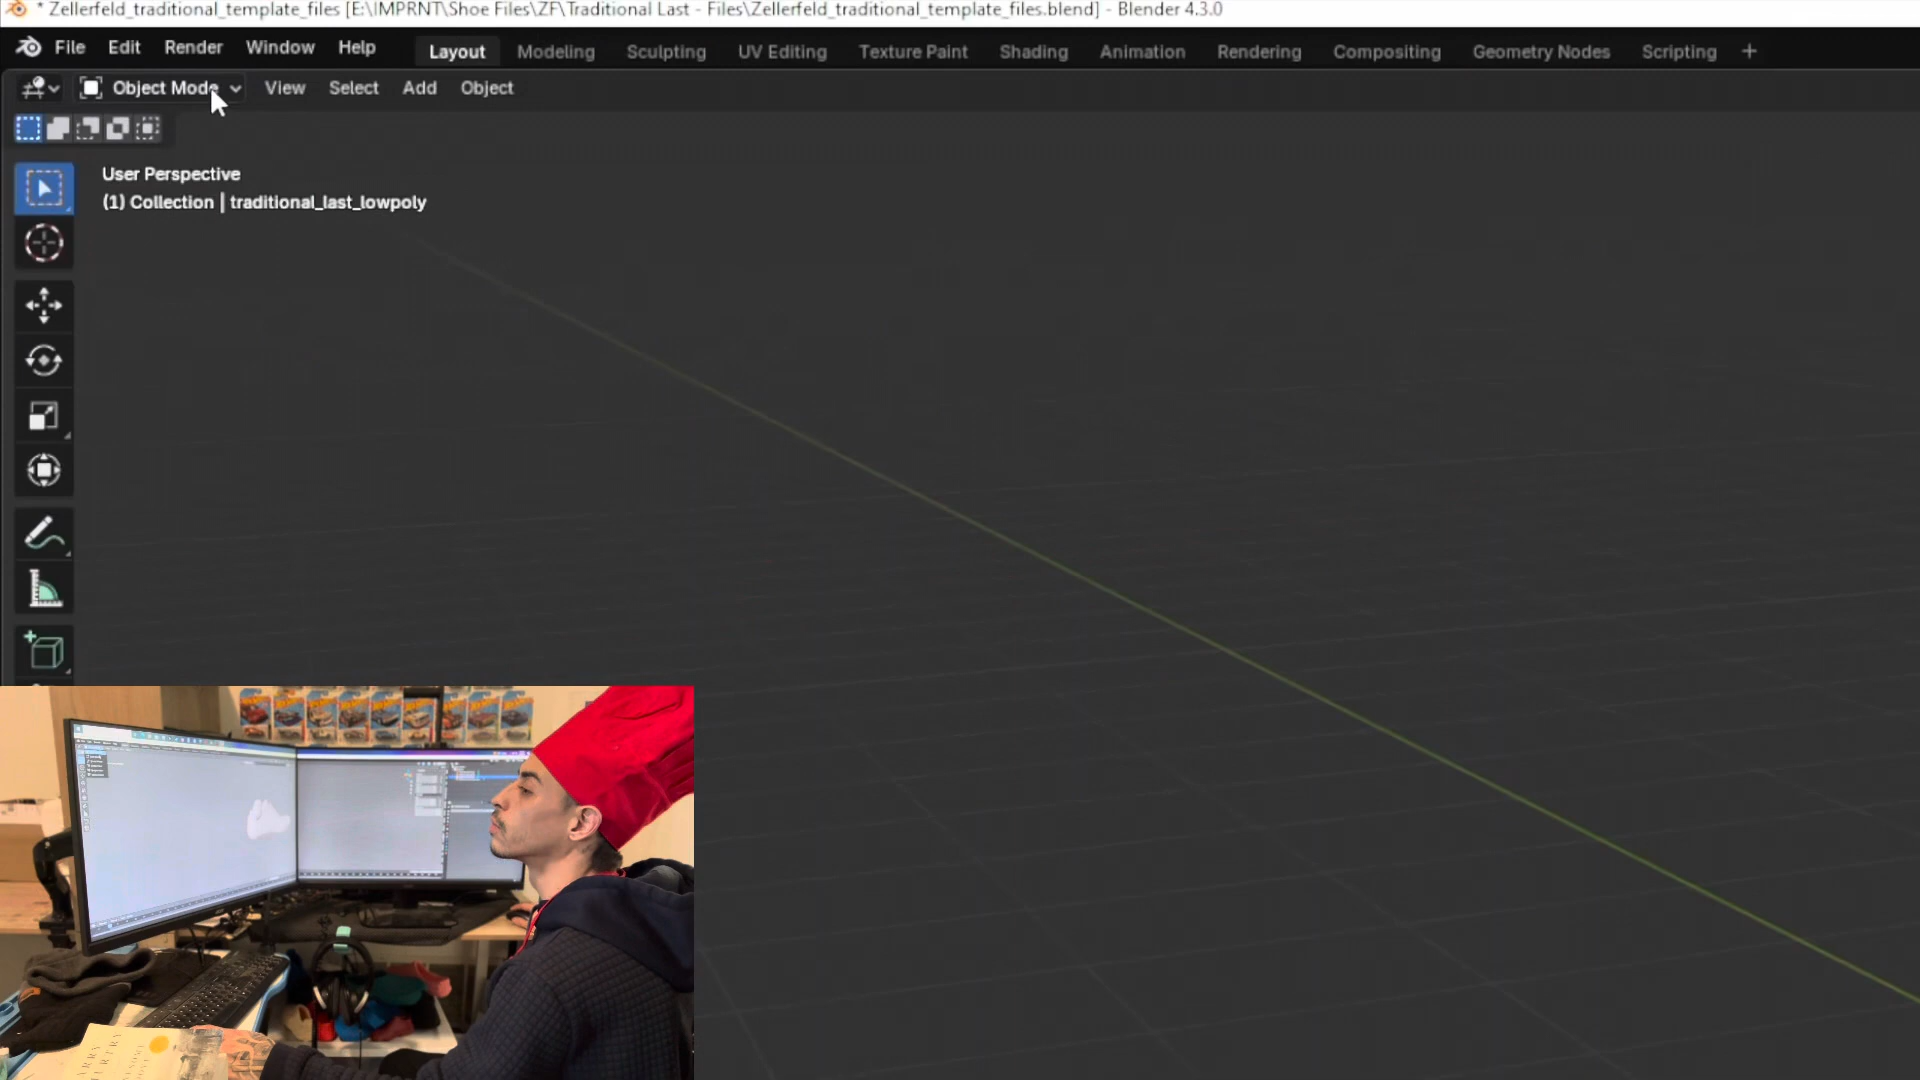 * Zellerfeld_traditional_template_files [E:\IMPRNT\Shoe Files\ZF\Traditional Last - Files\Zellerfeld_traditional_template_files.blend] - Blender 4.3.0
File Edit Render Window Help Layout Modeling Sculpting UV Editing Texture Paint Shading Animation Rendering Compositing Geometry Nodes Scripting +
Object Mode View Select Add Object
User Perspective
(1) Collection | traditional_last_lowpoly